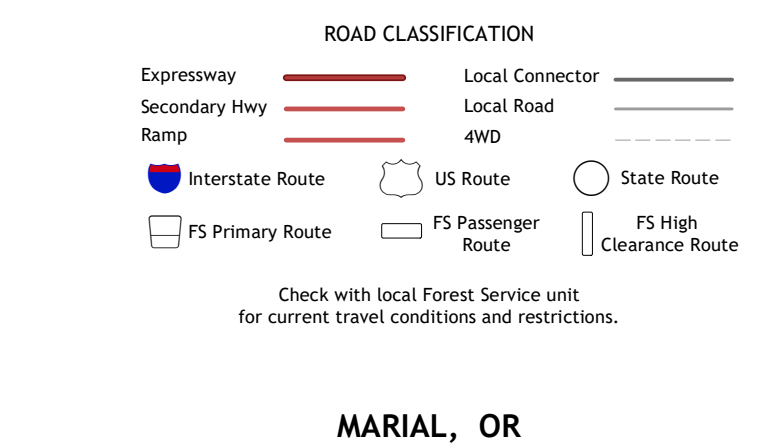 ROAD CLASSIFICATION
Expressway
Local Connector
Secondary Hwy
Local Road
Ramp
4WD
Interstate Route
US Route
State Route
FS Primary Route
FS Passenger
Route
FS High
Clearance Route
Check with local Forest Service unit
for current travel conditions and restrictions.
MARIAL, OR